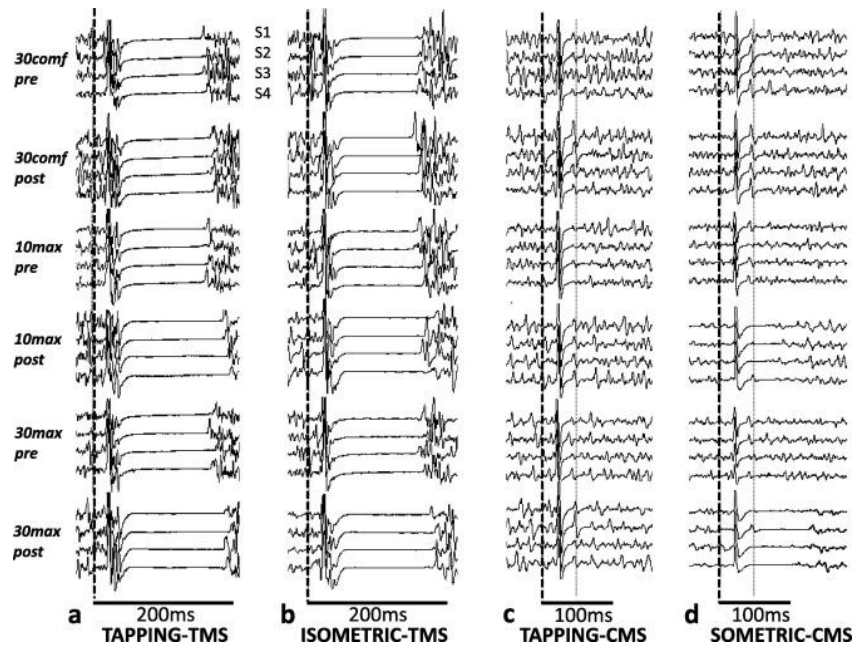 S1
S2
S3
S4
30comf
pre
30comf
post
10max
pre
10max
post
30max
pre
30max
post
a
200ms
TAPPING-TMS
b
200ms
ISOMETRIC-TMS
c
100ms
TAPPING-CMS
d
100ms
SOMETRIC-CMS